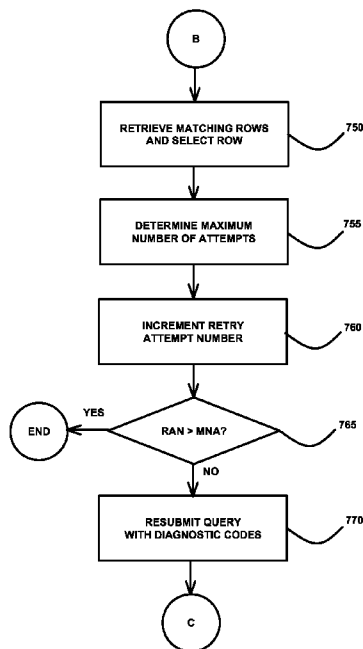 B
RETRIEVE MATCHING ROWS
AND SELECT ROW
750
DETERMINE MAXIMUM
NUMBER OF ATTEMPTS
755
INCREMENT RETRY
ATTEMPT NUMBER
760
YES
END
RAN > MNA?
765
NO
RESUBMIT QUERY
WITH DIAGNOSTIC CODES
770
C